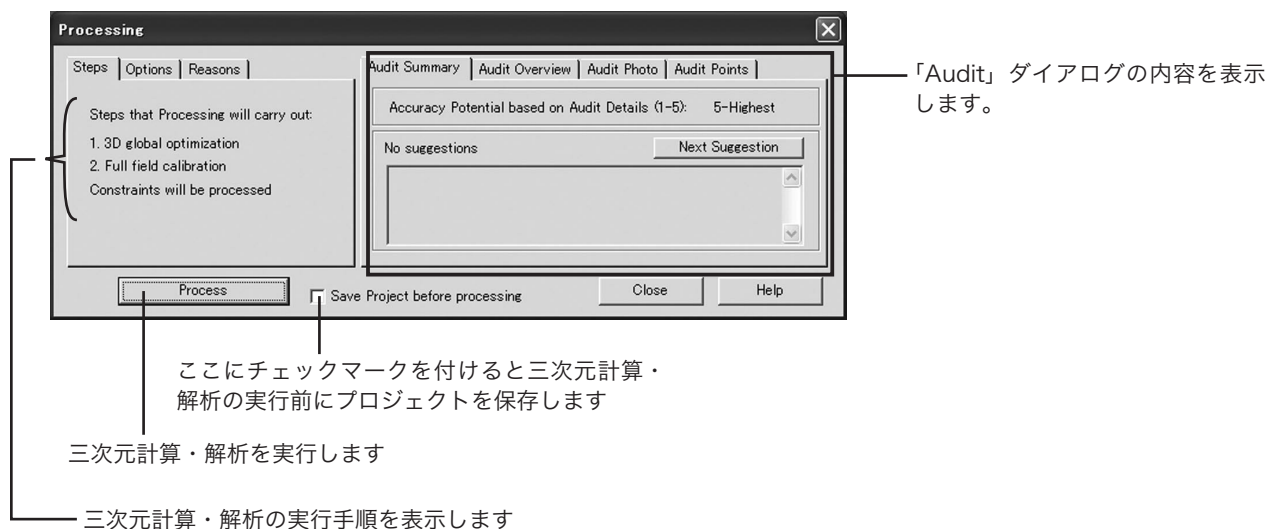 Processing
Steps Options Reasons
Steps that Processing will carry out:
1. 3D global optimization
2. Full field calibration
Constraints will be processed
Audit Summary Audit Overview Audit Photo Audit Points
Accuracy Potential based on Audit Details (1-5): 5-Highest
No suggestions Next Suggestion
Process
Save Project before processing
Close Help
「Audit」ダイアログの内容を表示
します。
ここにチェックマークを付けると三次元計算・
解析の実行前にプロジェクトを保存します
三次元計算・解析を実行します
三次元計算・解析の実行手順を表示します